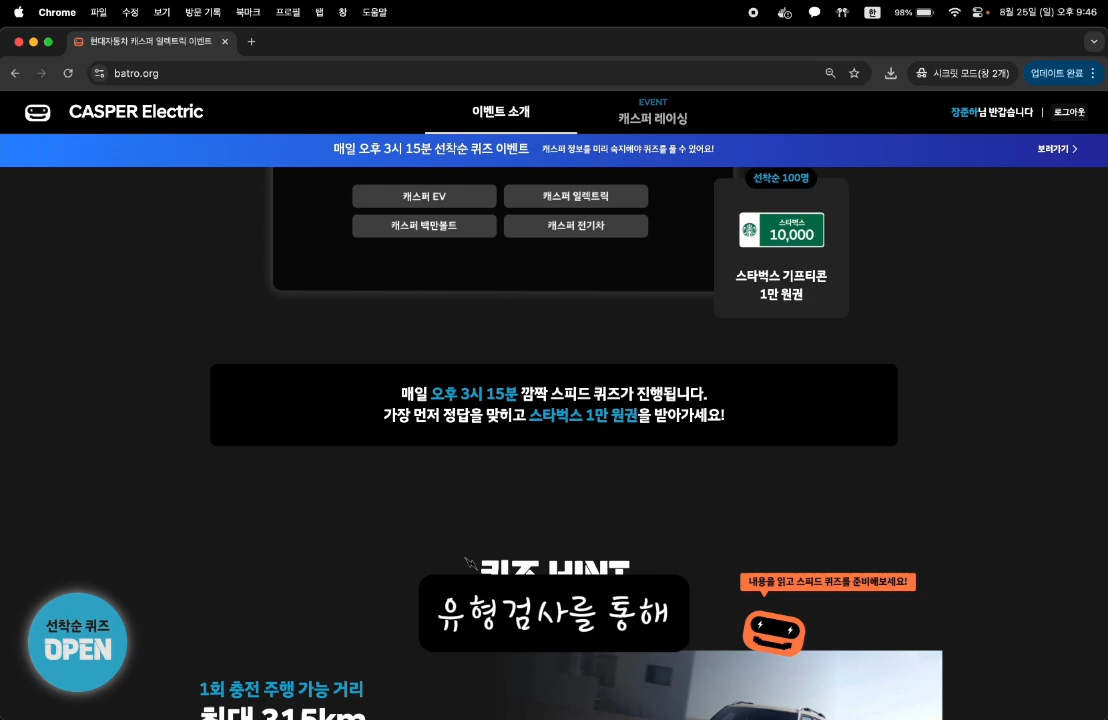 Chrome 파일 수정 보기 방문 기록 북마크 프로필 탭 창 도움말 한 98% 8월 25일 (일) 오후 9:46
현대자동차 캐스퍼 일렉트릭 이벤트
batro.org 시크릿 모드(창 2개) 업데이트 완료
CASPER Electric 이벤트 소개 EVENT 장준하님 반갑습니다 | 로그아웃
캐스퍼 레이싱
매일 오후 3시 15분 선착순 퀴즈 이벤트 캐스퍼 정보를 미리 숙지해야 퀴즈를 풀 수 있어요! 보러가기
선착순 100명
캐스퍼 EV 캐스퍼 일렉트릭
캐스퍼 백만볼트 캐스퍼 전기차
스타벅스
10,000
스타벅스 기프티콘
1만 원권
매일 오후 3시 15분 깜짝 스피드 퀴즈가 진행됩니다.
가장 먼저 정답을 맞히고 스타벅스 1만 원권을 받아가세요!
퀴즈 HINT
내용을 읽고 스피드 퀴즈를 준비해보세요!
유형검사를 통해
선착순 퀴즈
OPEN
1회 충전 주행 가능 거리
최대 315km